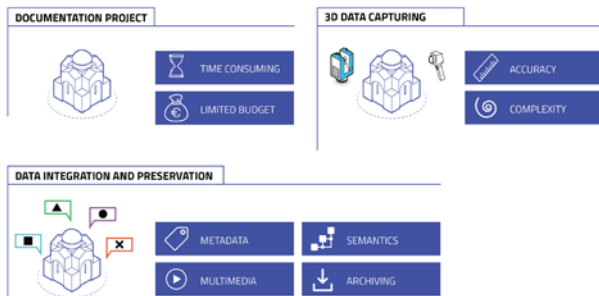 DOCUMENTATION PROJECT
TIME CONSUMING
LIMITED BUDGET
3D DATA CAPTURING
ACCURACY
COMPLEXITY
DATA INTEGRATION AND PRESERVATION
METADATA
SEMANTICS
MULTIMEDIA
ARCHIVING